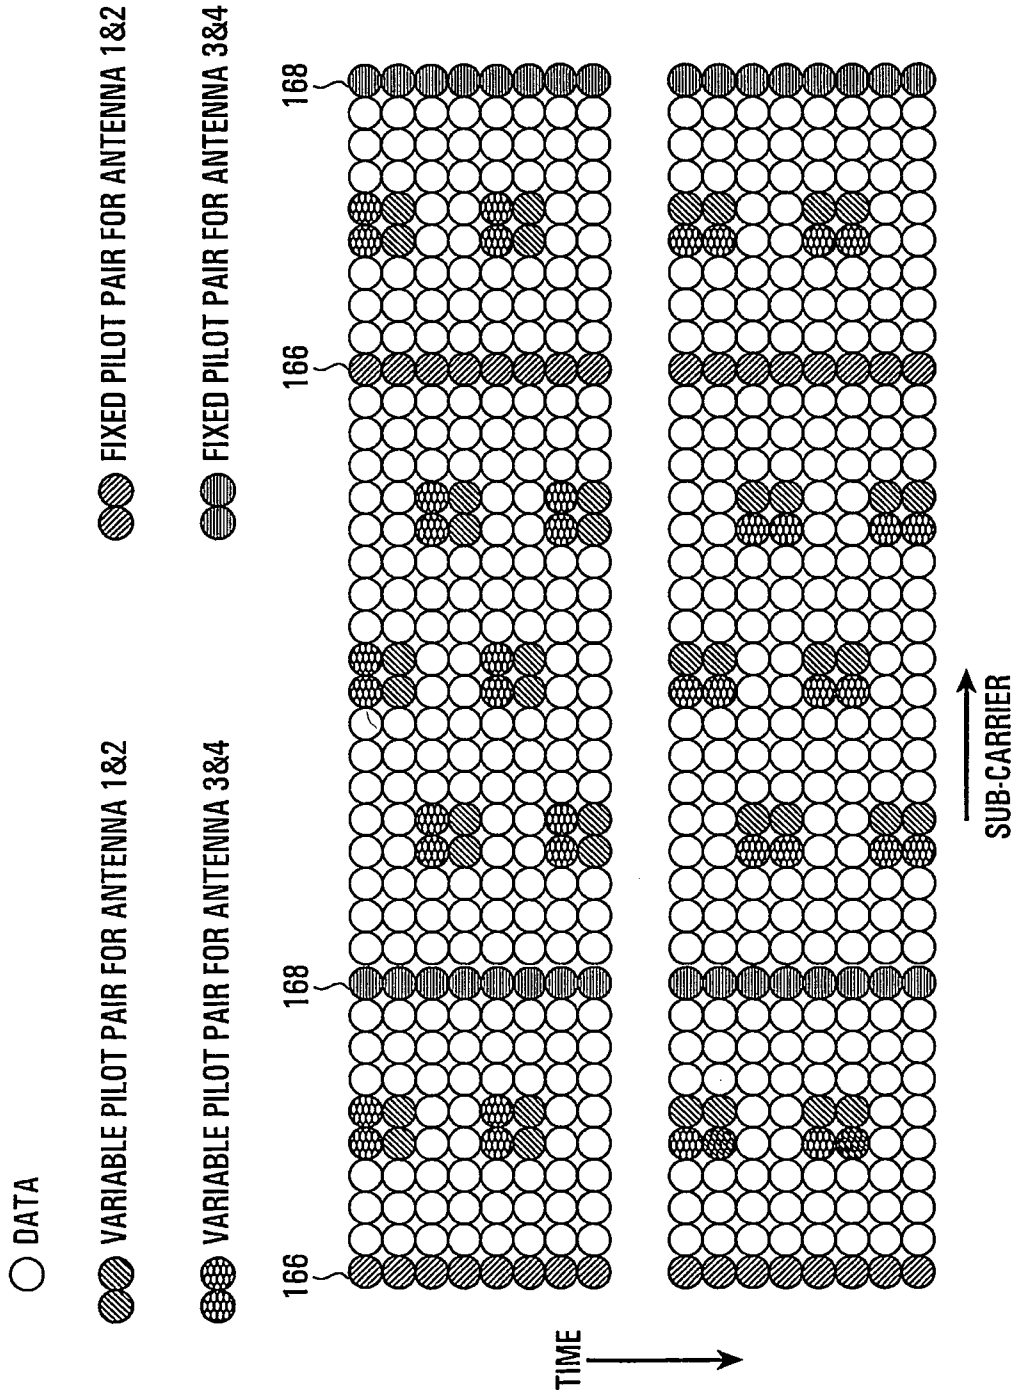 DATA
VARIABLE PILOT PAIR FOR ANTENNA 1&2
FIXED PILOT PAIR FOR ANTENNA 1&2
VARIABLE PILOT PAIR FOR ANTENNA 3&4
FIXED PILOT PAIR FOR ANTENNA 3&4
166
168
166
168
TIME
SUB-CARRIER